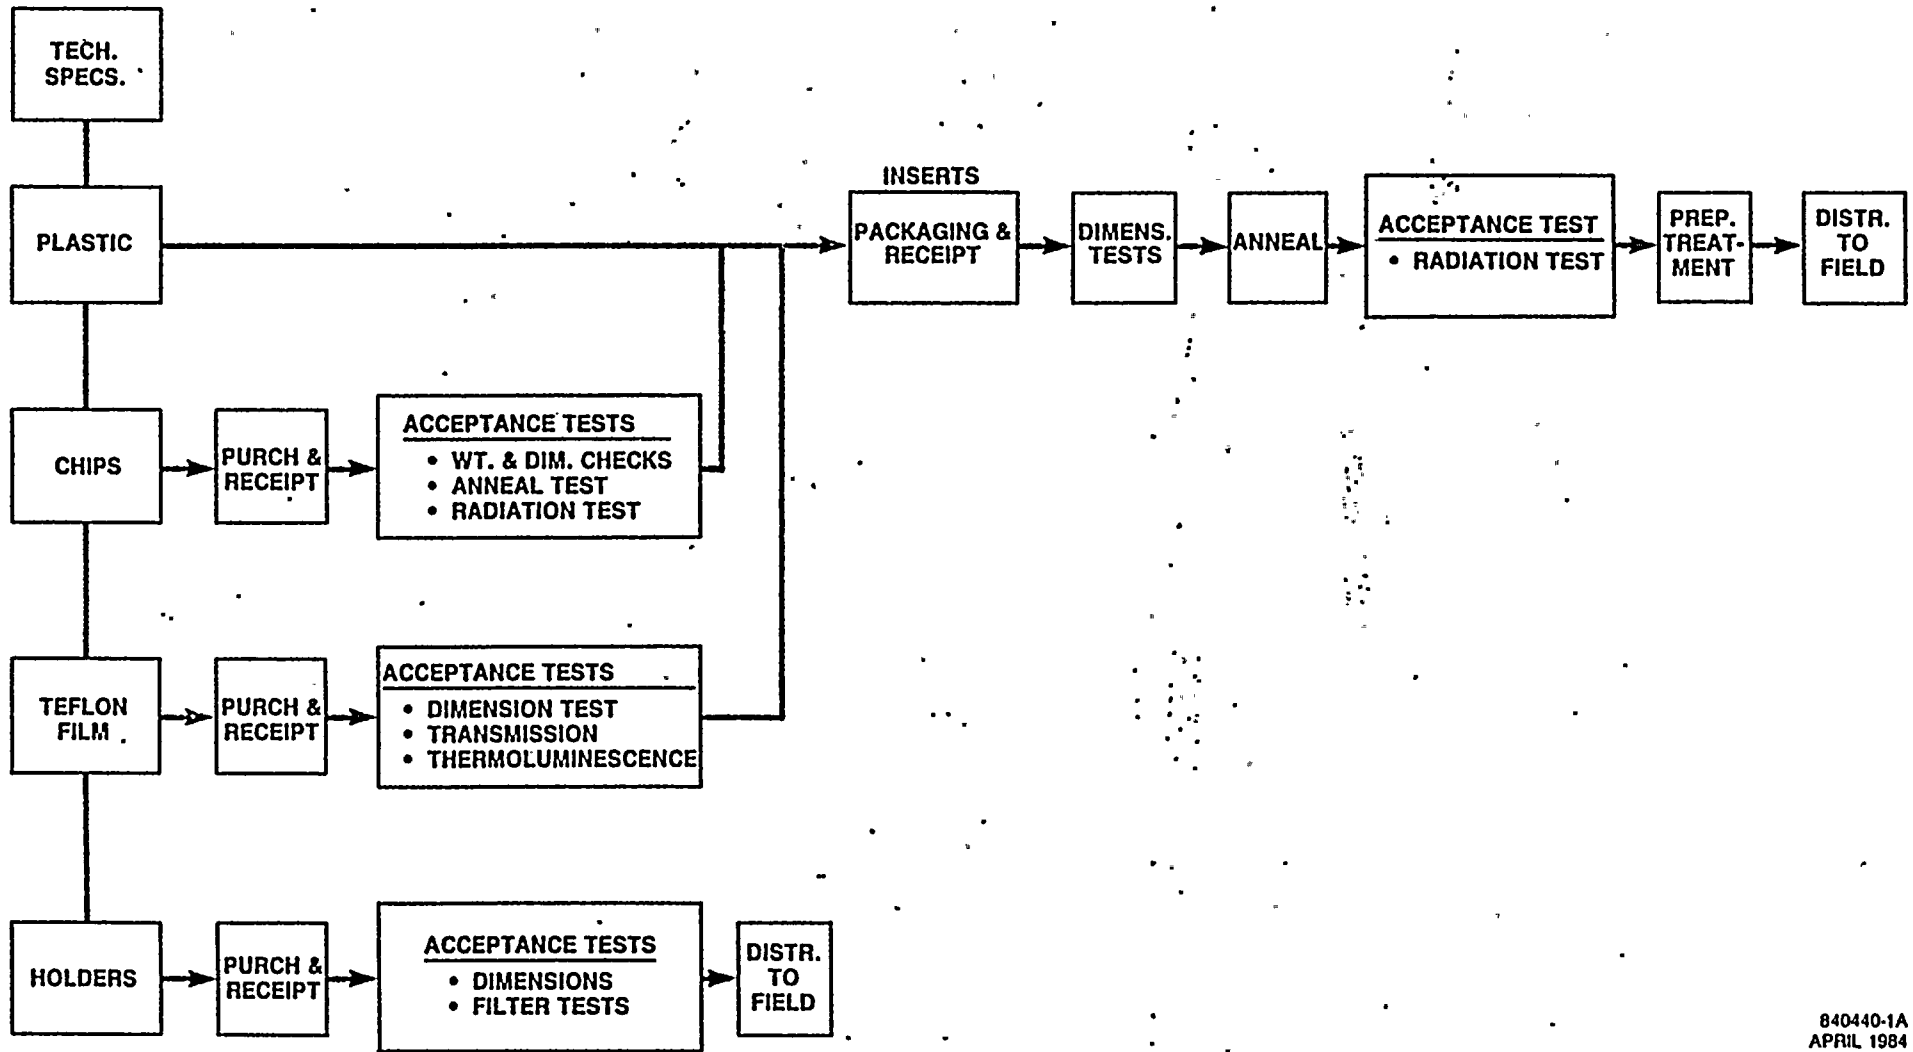 TECH.
SPECS.
PLASTIC
INSERTS
PACKAGING &
RECEIPT
DIMENS.
TESTS
ANNEAL
ACCEPTANCE TEST
• RADIATION TEST
PREP.
TREAT-
MENT
DISTR.
TO
FIELD
CHIPS
PURCH &
RECEIPT
ACCEPTANCE TESTS
• WT. & DIM. CHECKS
• ANNEAL TEST
• RADIATION TEST
TEFLON
FILM
PURCH &
RECEIPT
ACCEPTANCE TESTS
• DIMENSION TEST
• TRANSMISSION
• THERMOLUMINESCENCE
HOLDERS
PURCH &
RECEIPT
ACCEPTANCE TESTS
• DIMENSIONS
• FILTER TESTS
DISTR.
TO
FIELD
840440-1A
APRIL 1984